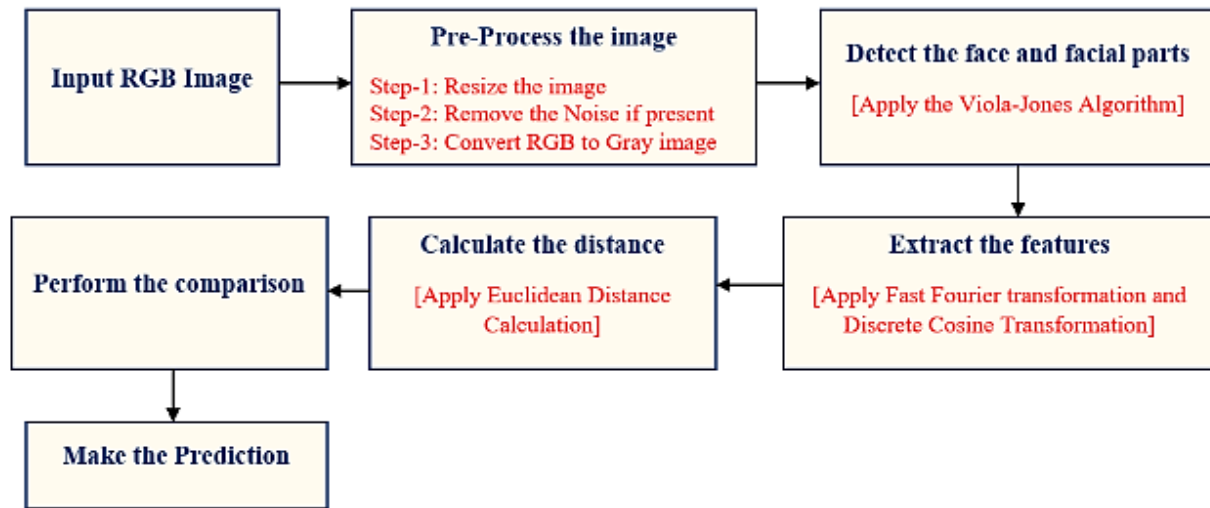 Input RGB Image
Pre-Process the image
Step-1: Resize the image
Step-2: Remove the Noise if present
Step-3: Convert RGB to Gray image
Detect the face and facial parts
[Apply the Viola-Jones Algorithm]
Extract the features
[Apply Fast Fourier transformation and
Discrete Cosine Transformation]
Calculate the distance
[Apply Euclidean Distance
Calculation]
Perform the comparison
Make the Prediction